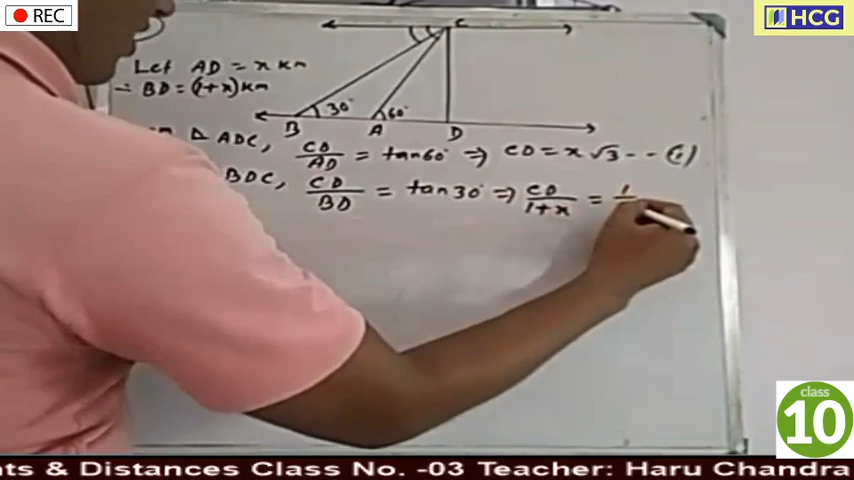 REC
HCG
C
Let AD = x km
∴ BD = (1+x) km
30°
60°
B A D
Δ ADC, CD/AD = tan60° ⇒ CD = x √3 -- (i)
BDC, CD/BD = tan30° ⇒ CD/1+x = 1/
class
10
nts & Distances Class No. -03 Teacher: Haru Chandra